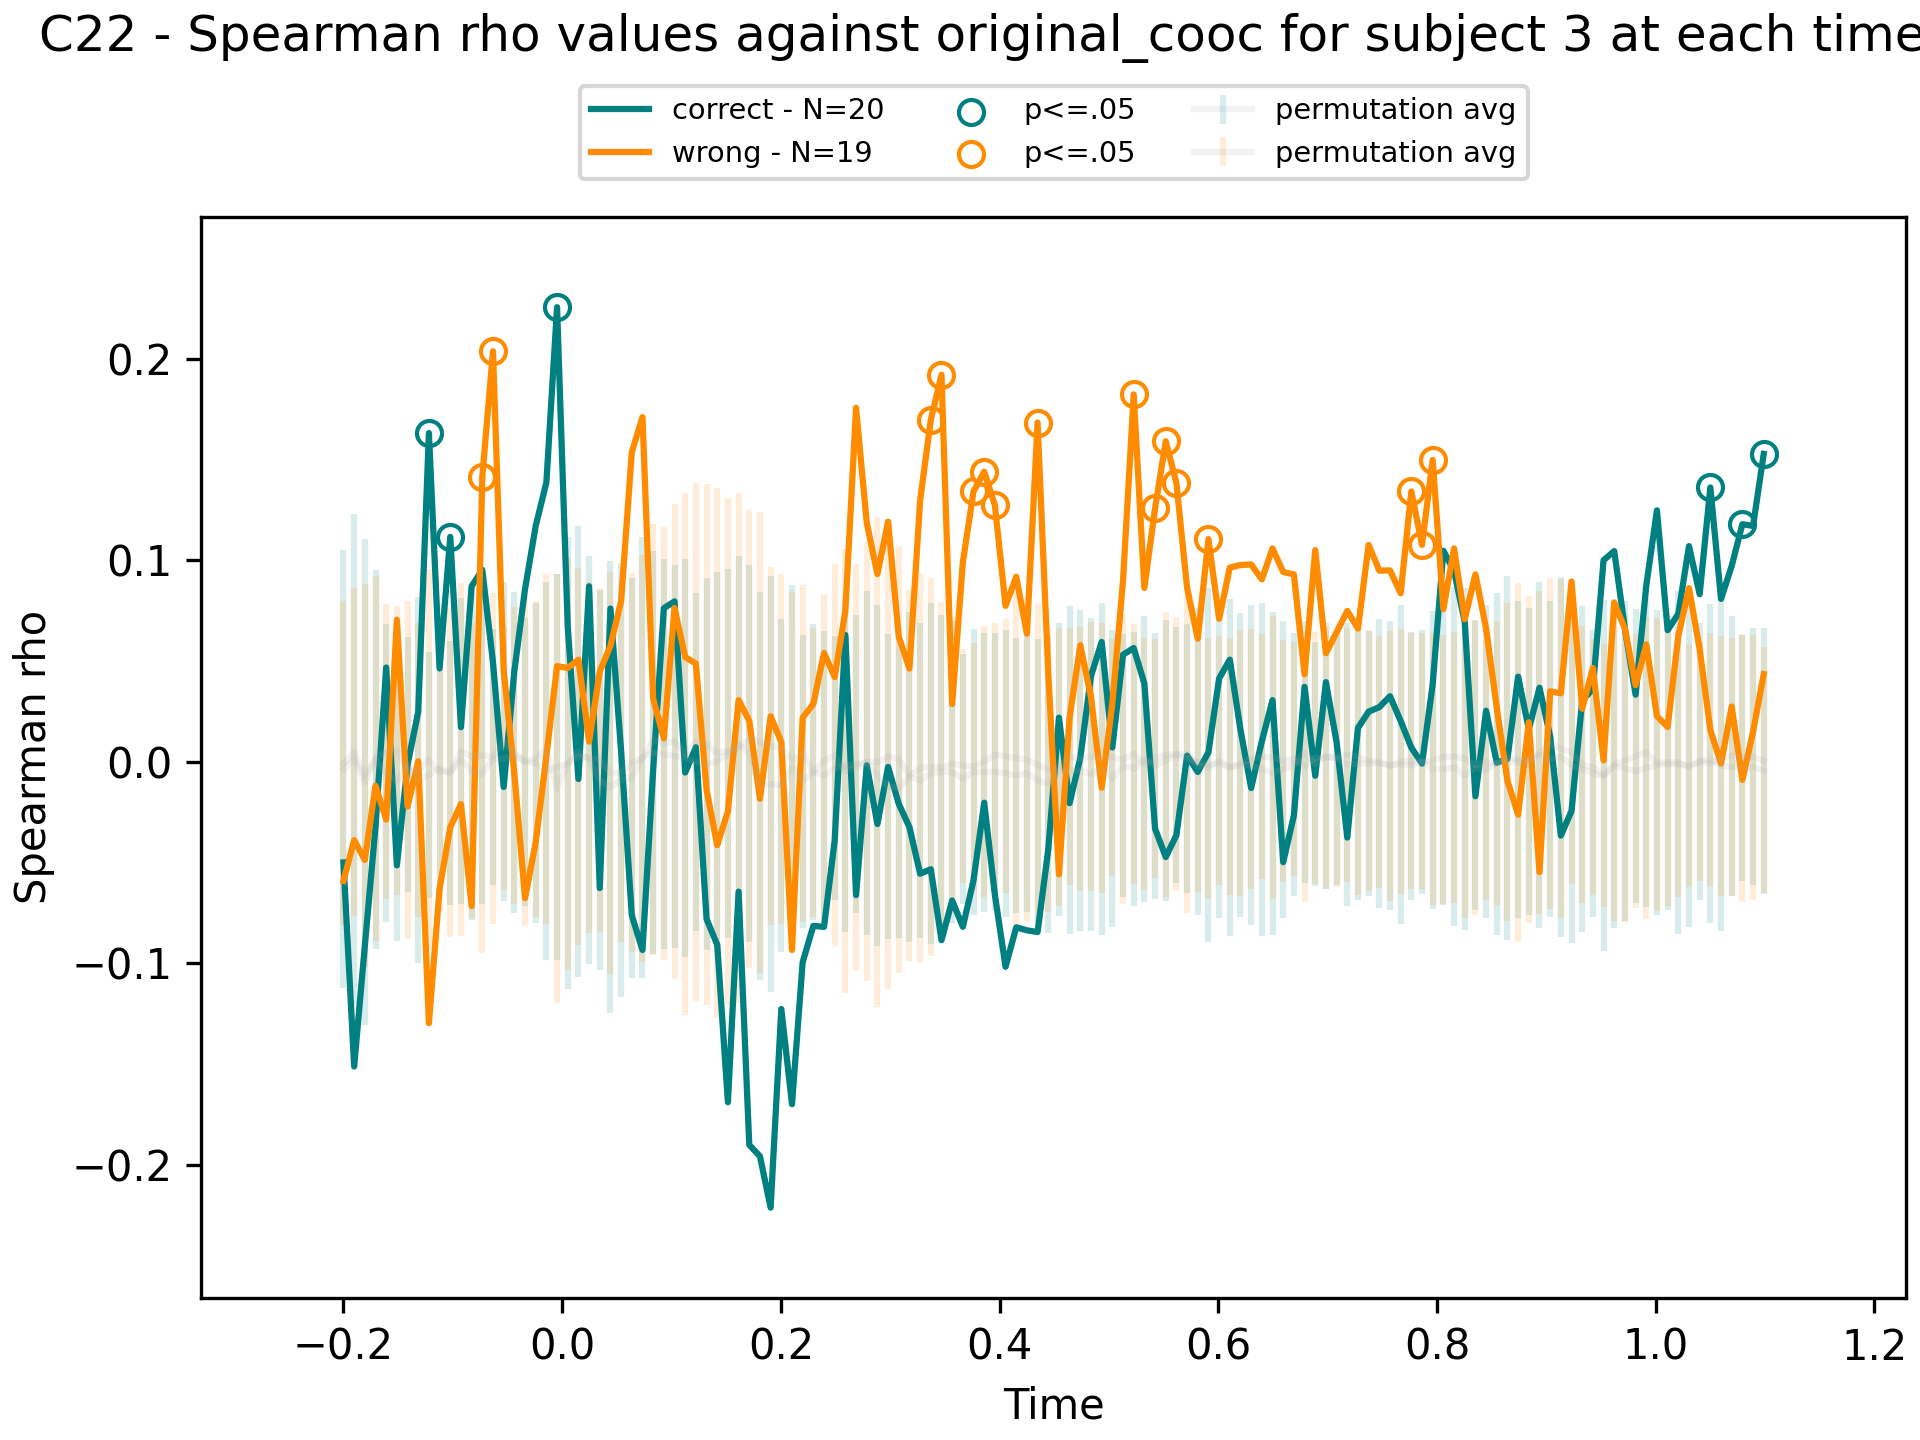 C22 - Spearman rho values against original_cooc for subject 3 at each time
correct - N=20 p<=.05 permutation avg
wrong - N=19 p<=.05 permutation avg
Spearman rho
0.2
0.1
0.0
−0.1
−0.2
−0.2 0.0 0.2 0.4 0.6 0.8 1.0 1.2
Time